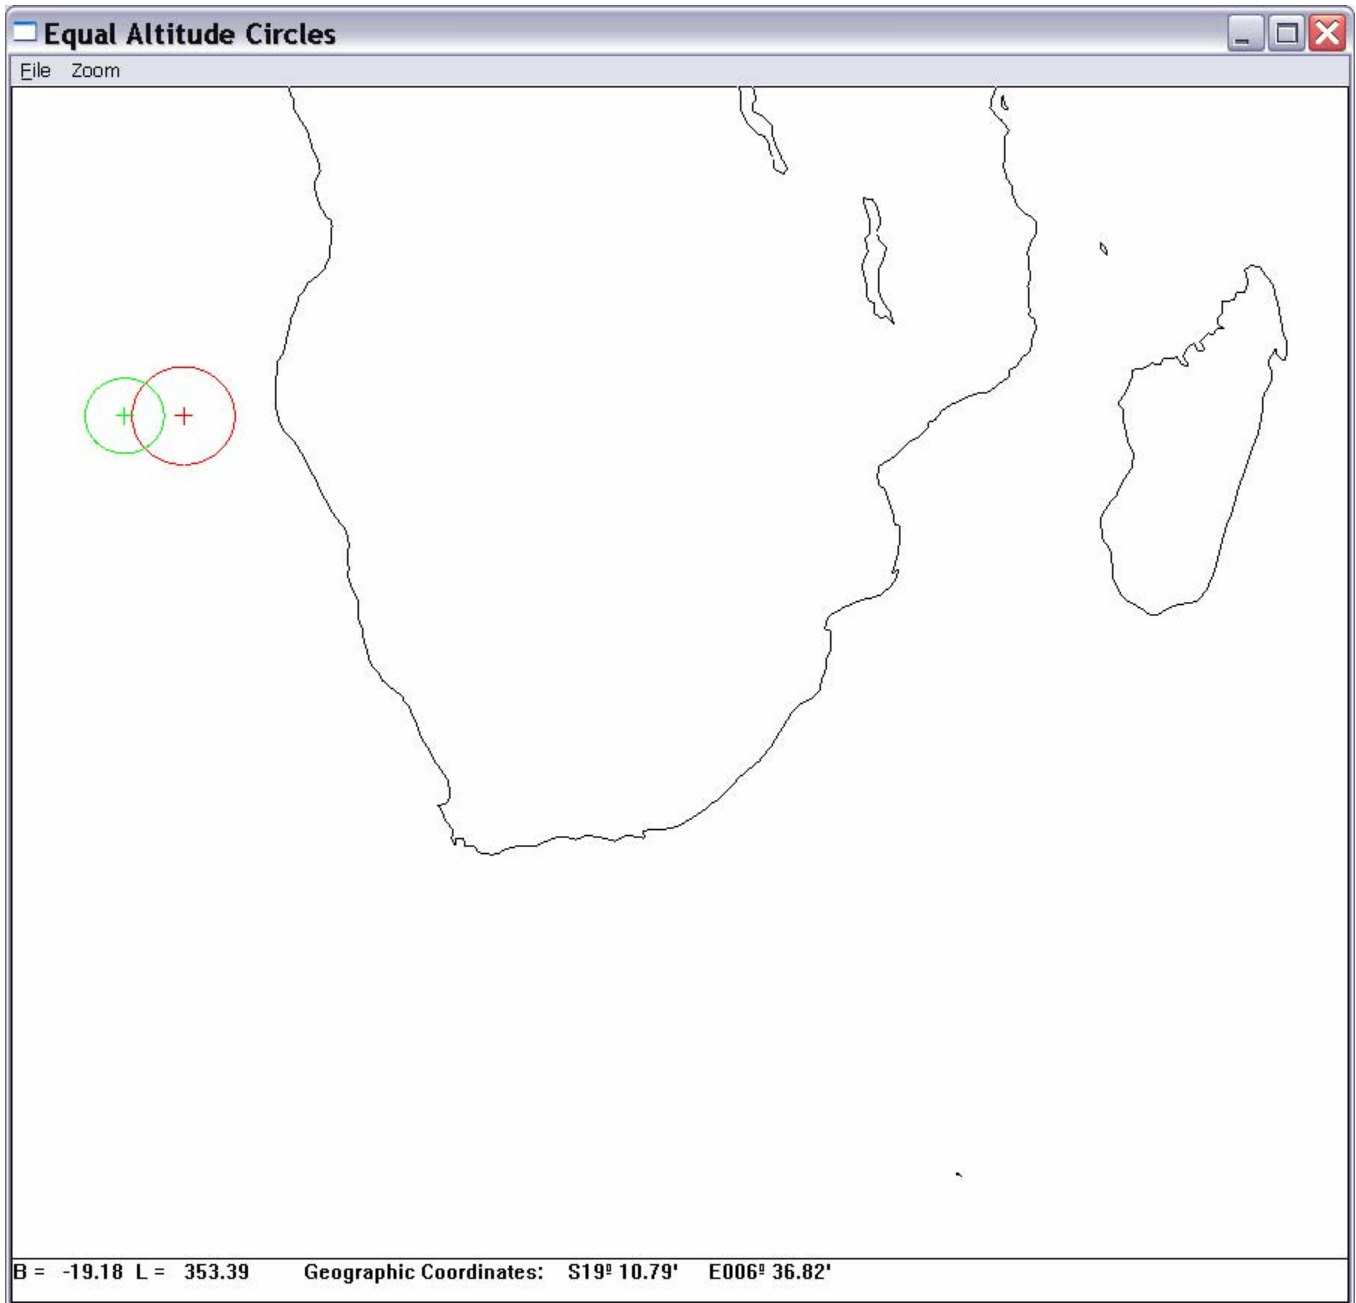 Equal Altitude Circles
File Zoom
B = -19.18 L = 353.39 Geographic Coordinates: S19º 10.79' E006º 36.82'